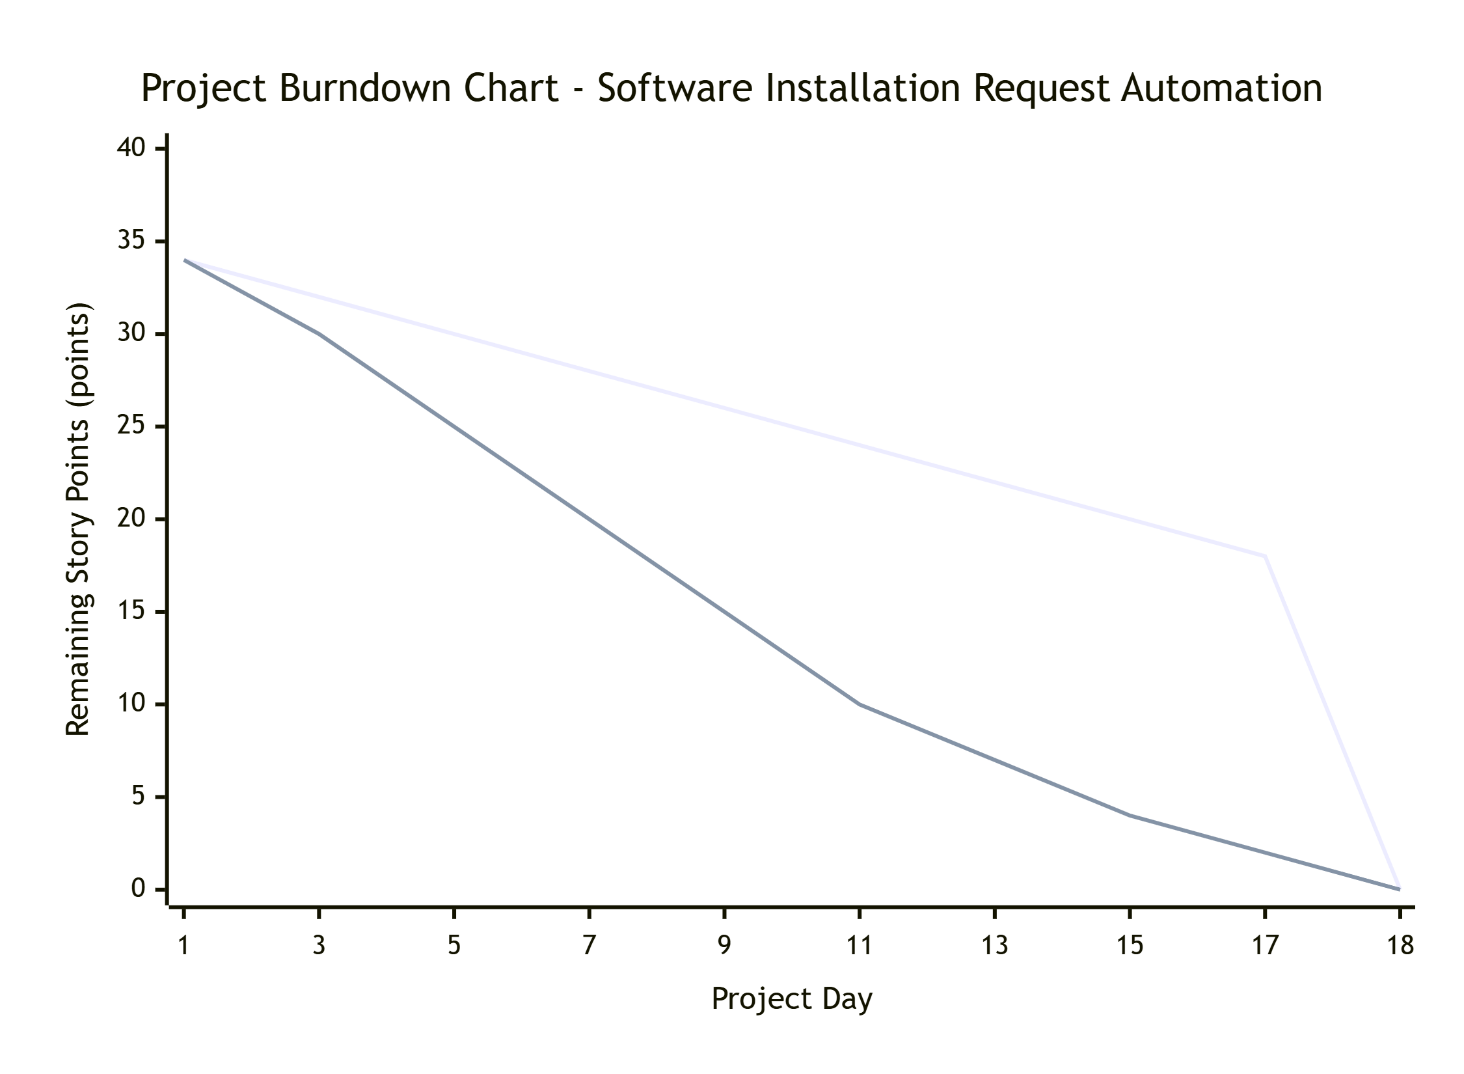 Project Burndown Chart - Software Installation Request Automation
Remaining Story Points (points)
40
35
30
25
20
15
10
5
0
1 3 5 7 9 11 13 15 17 18
Project Day